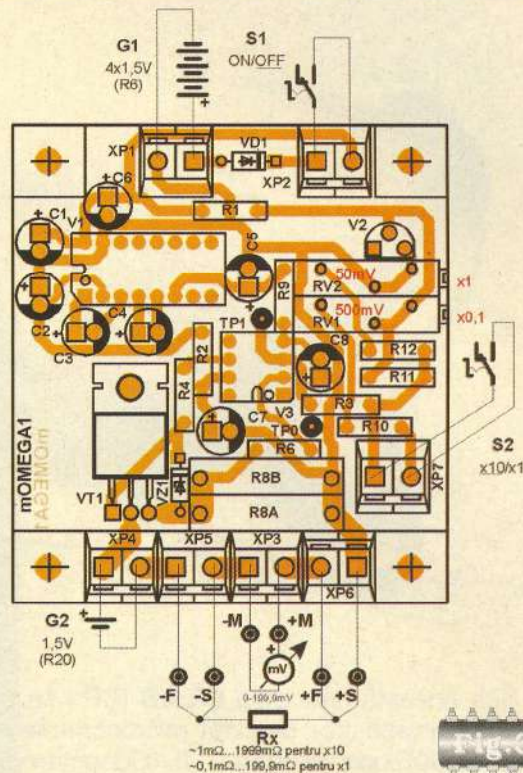 G1
4x1,5V
(R6)
S1
ON/OFF
XP1
VD1
XP2
C6
C1
V1
R1
C5
V2
R9
50mV
RV2
x1
500mV
RV1
x0,1
C2
C4
C3
TP1
R2
C8
R12
R11
R4
V3
R3
C7
TP0
R10
R6
S2
x10/x1
mOMEGA1
mOMEGA1
VT1
VZ1
R8B
R8A
XP7
XP4
XP5
XP3
XP6
G2
1,5V
(R20)
-M
+M
mV
0-199,9mV
-F
-S
+F
+S
Rx
~1mΩ...1999mΩ pentru x10
~0,1mΩ...199,9mΩ pentru x1